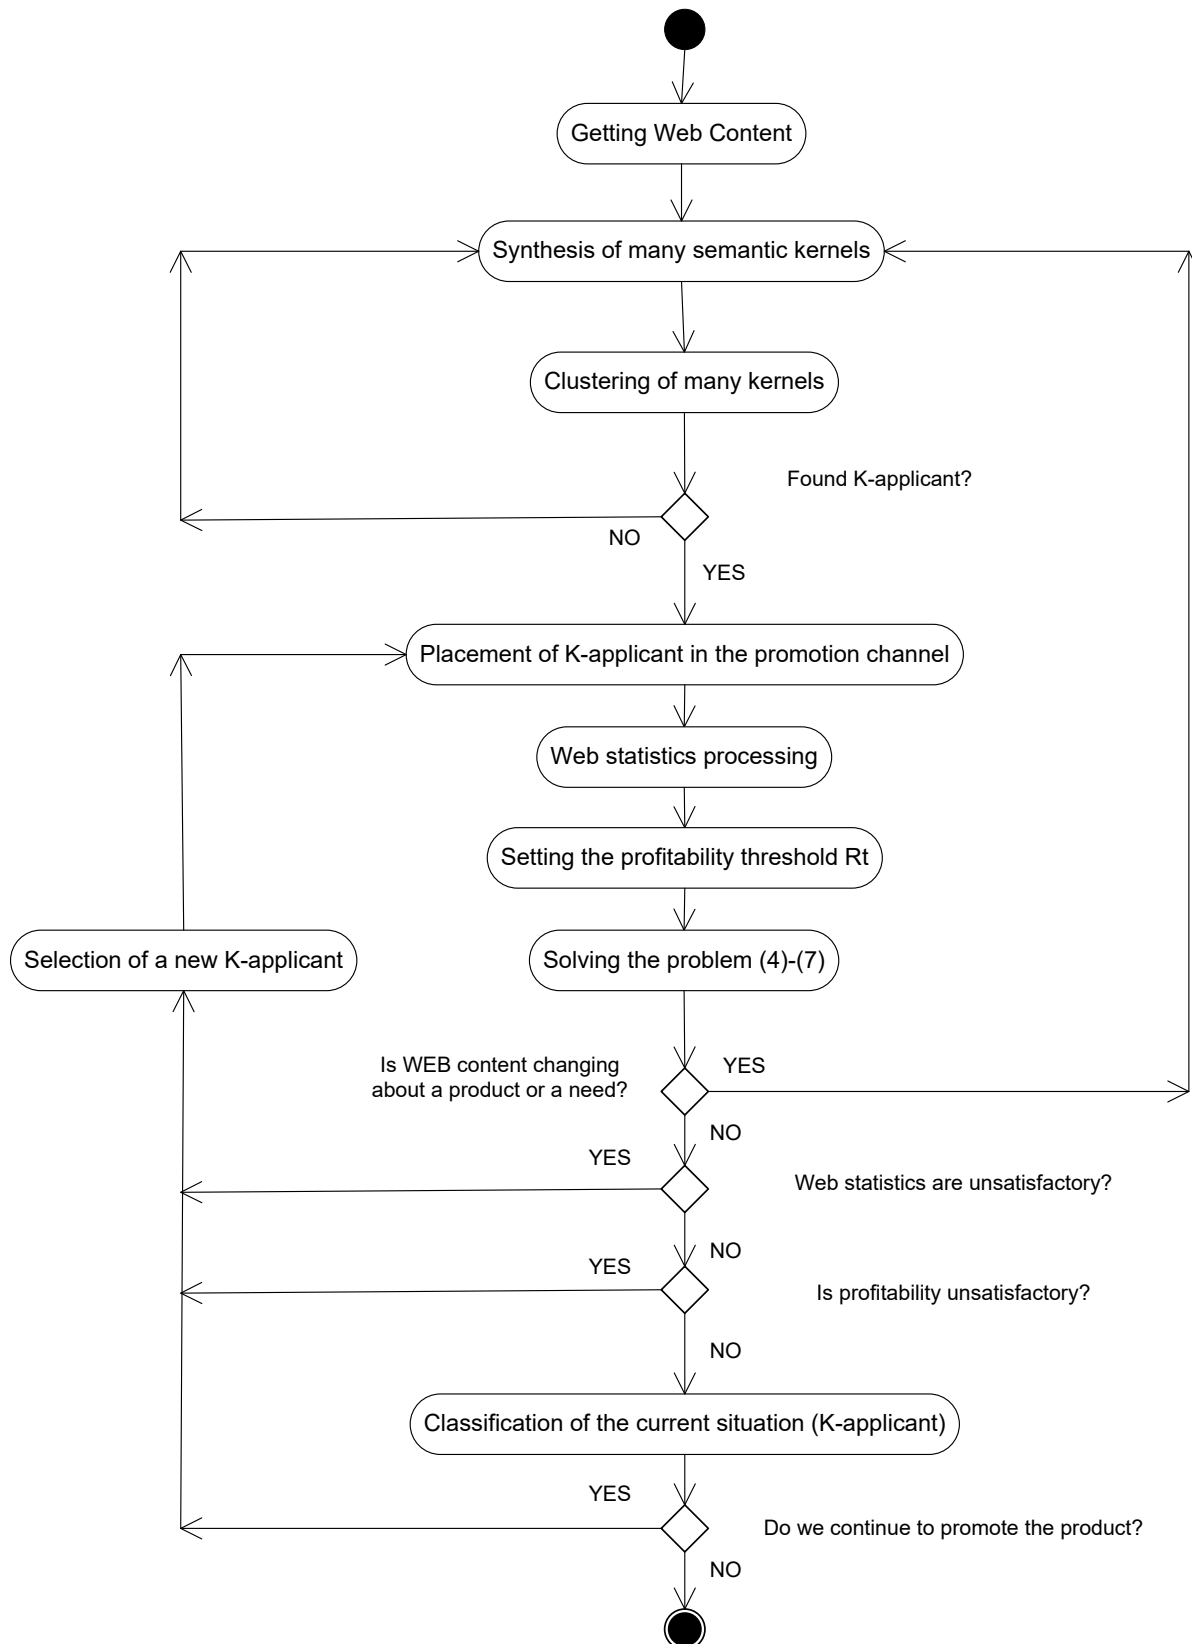 Getting Web Content
Synthesis of many semantic kernels
Clustering of many kernels
Found K-applicant?
NO
YES
Placement of K-applicant in the promotion channel
Web statistics processing
Setting the profitability threshold Rt
Selection of a new K-applicant
Solving the problem (4)-(7)
Is WEB content changing
about a product or a need?
YES
NO
YES
Web statistics are unsatisfactory?
NO
YES
Is profitability unsatisfactory?
NO
Classification of the current situation (K-applicant)
YES
Do we continue to promote the product?
NO